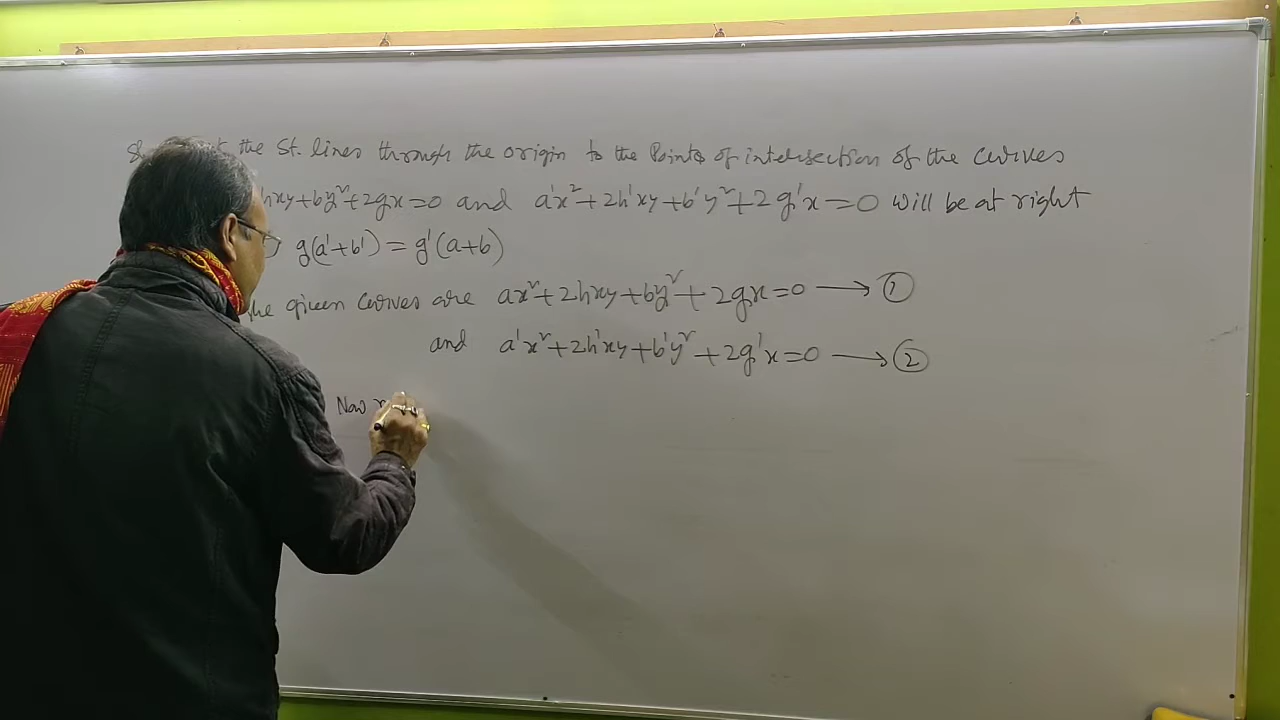 the St. lines through the origin to the Points of intersection of the curves
hxy+by²+2gx=0 and a'x²+2h'xy+b'y²+2g'x=0 will be at right
g(a'+b')=g'(a+b)
he given curves are ax²+2hxy+by²+2gx=0 → ①
and a'x²+2h'xy+b'y²+2g'x=0 → ②
Now